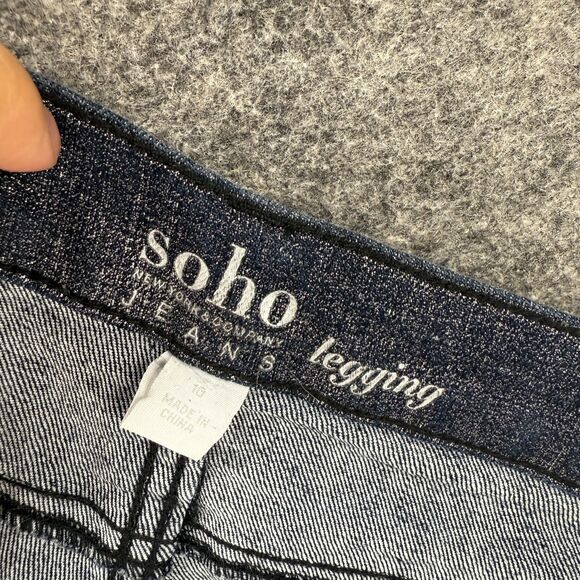 soho
NEW YORK & COMPANY
JEANS
legging
10
MADE IN
CHINA